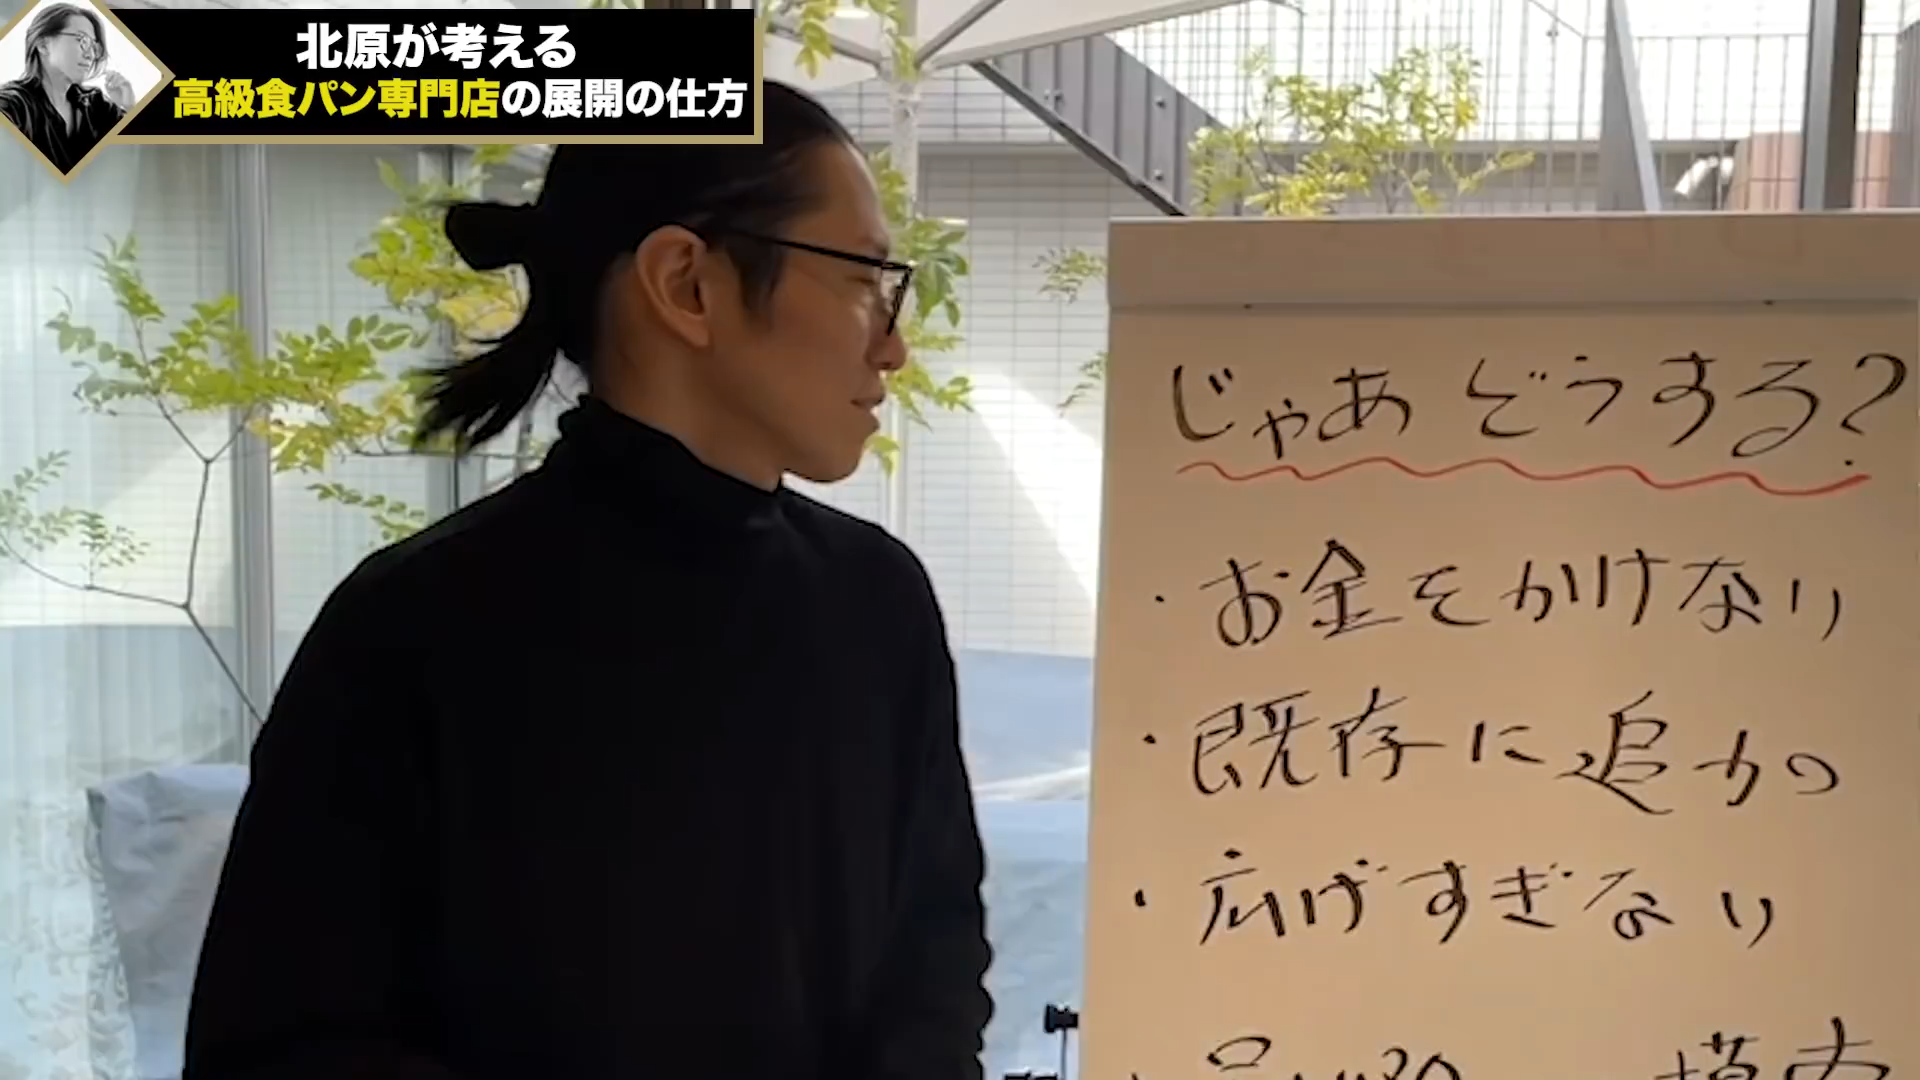 北原が考える
高級食パン専門店の展開の仕方
じゃあどうする?
・お金をかけない
・既存に追加
・広げすぎない